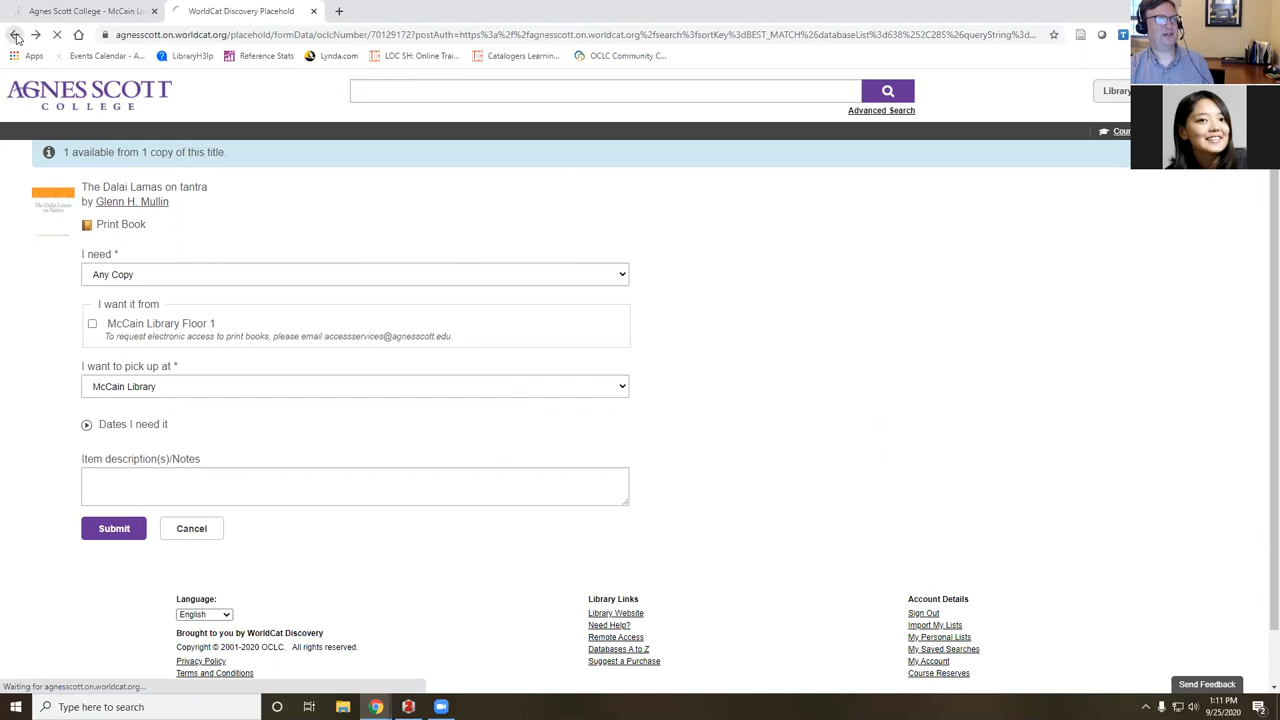 Agnes Scott College - McCain Li
WorldCat Discovery Placehold
agnesscott.on.worldcat.org/placehold/formData/oclcNumber/70129172?path=https%3a%2f%2fagnesscott.on.worldcat.org%2fsearch%3fsortKey%3dBEST_MATCH%26databaseList%3d638%252C285%26queryString%3d...
Apps
Events Calendar - A...
LibraryH3lp
Reference Stats
Lynda.com
LOC SH: Online Trai...
Catalogers Learnin...
OCLC Community C...
AGNES SCOTT
COLLEGE
Library
Advanced Search
Cour
1 available from 1 copy of this title.
The Dalai Lamas on tantra
by Glenn H. Mullin
The Dalai Lamas
on tantra
Print Book
I need *
Any Copy
I want it from
McCain Library Floor 1
To request electronic access to print books, please email accessservices@agnesscott.edu.
I want to pick up at *
McCain Library
Dates I need it
Item description(s)/Notes
Submit
Cancel
Language:
English
Brought to you by WorldCat Discovery
Copyright © 2001-2020 OCLC. All rights reserved.
Privacy Policy
Terms and Conditions
Library Links
Library Website
Need Help?
Remote Access
Databases A to Z
Suggest a Purchase
Account Details
Sign Out
Import My Lists
My Personal Lists
My Saved Searches
My Account
Course Reserves
Waiting for agnesscott.on.worldcat.org...
Send Feedback
Type here to search
1:11 PM
9/25/2020
2